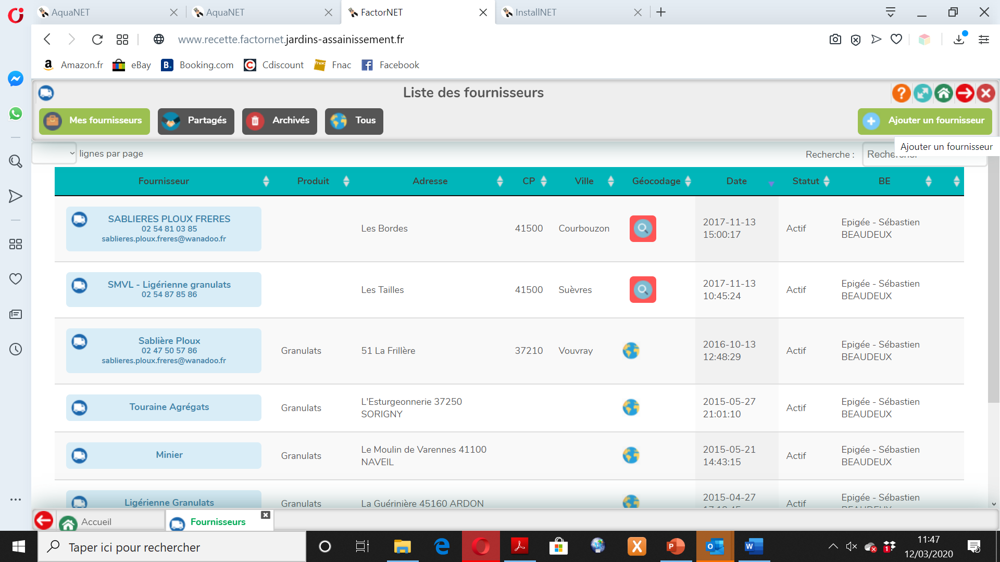 AquaNET
AquaNET
FactorNET
InstallNET
www.recette.factornet.jardins-assainissement.fr
Amazon.fr
eBay
Booking.com
Cdiscount
Fnac
Facebook
Liste des fournisseurs
Mes fournisseurs
Partagés
Archivés
Tous
Ajouter un fournisseur
Ajouter un fournisseur
lignes par page
Recherche :
Fournisseur Produit Adresse CP Ville Géocodage Date Statut BE
SABLIERES PLOUX FRERES
02 54 81 03 85
sablieres.ploux.freres@wanadoo.fr
Les Bordes
41500
Courbouzon
2017-11-13
15:00:17
Actif
Epigée - Sébastien
BEAUDEUX
SMVL - Ligérienne granulats
02 54 87 85 86
Les Tailles
41500
Suèvres
2017-11-13
10:45:24
Actif
Epigée - Sébastien
BEAUDEUX
Sablière Ploux
02 47 50 57 86
sablieres.ploux.freres@wanadoo.fr
Granulats
51 La Frillère
37210
Vouvray
2016-10-13
12:48:29
Actif
Epigée - Sébastien
BEAUDEUX
Touraine Agrégats
Granulats
L'Esturgeonnerie 37250
SORIGNY
2015-05-27
21:01:10
Actif
Epigée - Sébastien
BEAUDEUX
Minier
Granulats
Le Moulin de Varennes 41100
NAVEIL
2015-05-21
14:43:15
Actif
Epigée - Sébastien
BEAUDEUX
Ligérienne Granulats
Granulats
La Guérinière 45160 ARDON
2015-04-27
Actif
Epigée - Sébastien
Accueil
Fournisseurs
Taper ici pour rechercher
11:47
12/03/2020